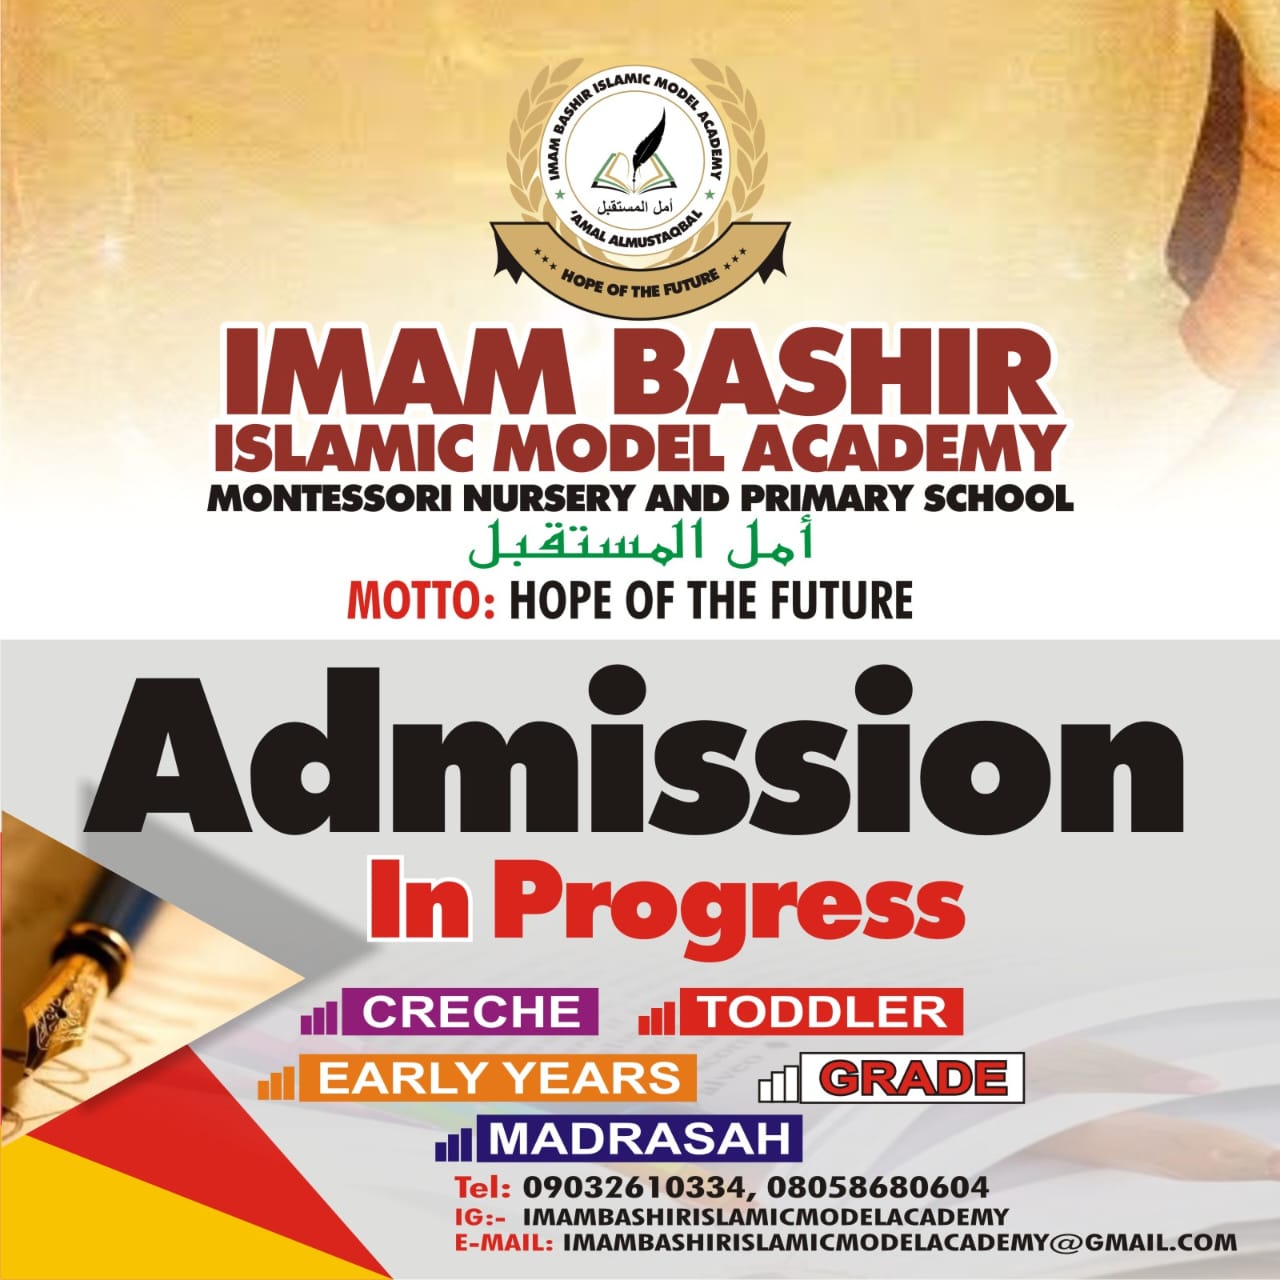 IMAM BASHIR ISLAMIC MODEL ACADEMY
أمل المستقبل
'AMAL ALMUSTAQBAL
HOPE OF THE FUTURE
IMAM BASHIR
ISLAMIC MODEL ACADEMY
MONTESSORI NURSERY AND PRIMARY SCHOOL
أمل المستقبل
MOTTO: HOPE OF THE FUTURE
Admission
In Progress
CRECHE
TODDLER
EARLY YEARS
GRADE
MADRASAH
Tel: 09032610334, 08058680604
IG:- IMAMBASHIRISLAMICMODELACADEMY
E-MAIL: IMAMBASHIRISLAMICMODELACADEMY@GMAIL.COM